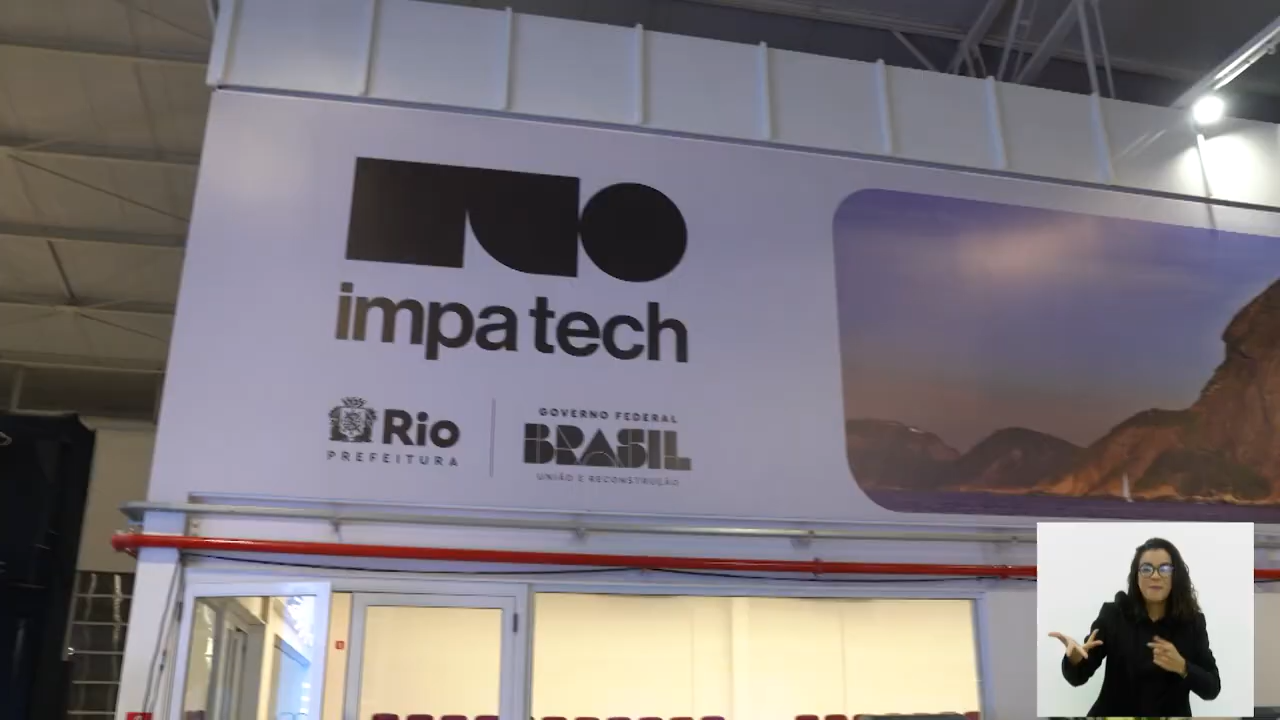 impa tech
Rio
PREFEITURA
GOVERNO FEDERAL
BRASIL
UNIÃO E RECONSTRUÇÃO